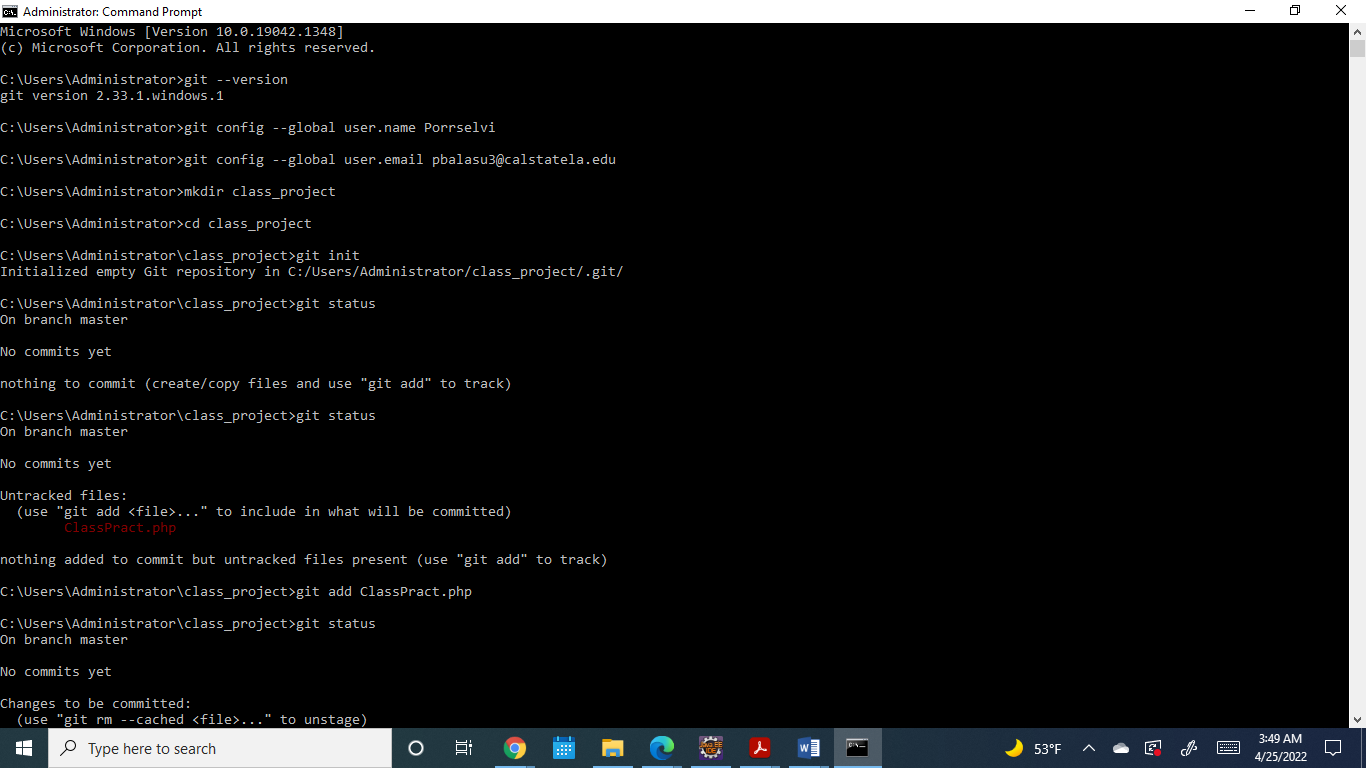 Administrator: Command Prompt
Microsoft Windows [Version 10.0.19042.1348]
(c) Microsoft Corporation. All rights reserved.
C:\Users\Administrator>git --version
git version 2.33.1.windows.1
C:\Users\Administrator>git config --global user.name Porrselvi
C:\Users\Administrator>git config --global user.email pbalasu3@calstatela.edu
C:\Users\Administrator>mkdir class_project
C:\Users\Administrator>cd class_project
C:\Users\Administrator\class_project>git init
Initialized empty Git repository in C:/Users/Administrator/class_project/.git/
C:\Users\Administrator\class_project>git status
On branch master
No commits yet
nothing to commit (create/copy files and use "git add" to track)
C:\Users\Administrator\class_project>git status
On branch master
No commits yet
Untracked files:
  (use "git add <file>..." to include in what will be committed)
        ClassPract.php
nothing added to commit but untracked files present (use "git add" to track)
C:\Users\Administrator\class_project>git add ClassPract.php
C:\Users\Administrator\class_project>git status
On branch master
No commits yet
Changes to be committed:
  (use "git rm --cached <file>..." to unstage)
Type here to search
53°F
3:49 AM
4/25/2022